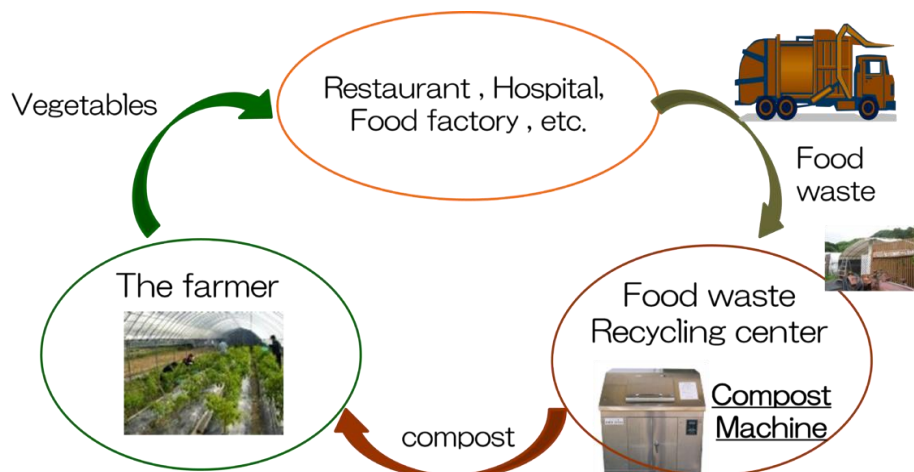 Vegetables
Restaurant , Hospital,
Food factory , etc.
Food
waste
The farmer
Food waste
Recycling center
Compost
Machine
compost